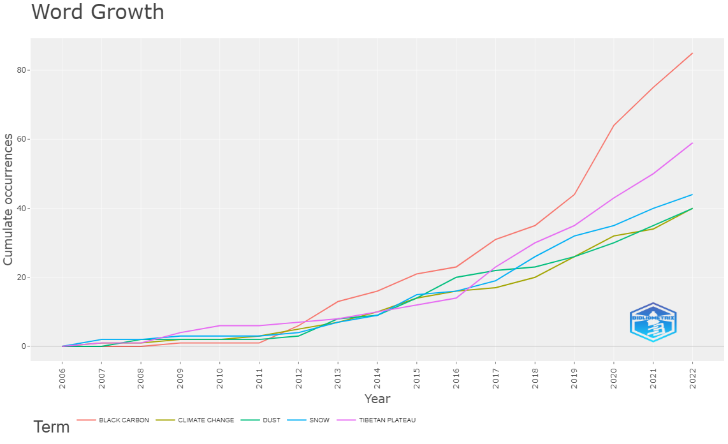 Word Growth
Cumulate occurrences
80
60
40
20
0
2006
2007
2008
2009
2010
2011
2012
2013
2014
2015
2016
2017
2018
2019
2020
2021
2022
Year
BIBLIOMETRIX
Term
BLACK CARBON
CLIMATE CHANGE
DUST
SNOW
TIBETAN PLATEAU